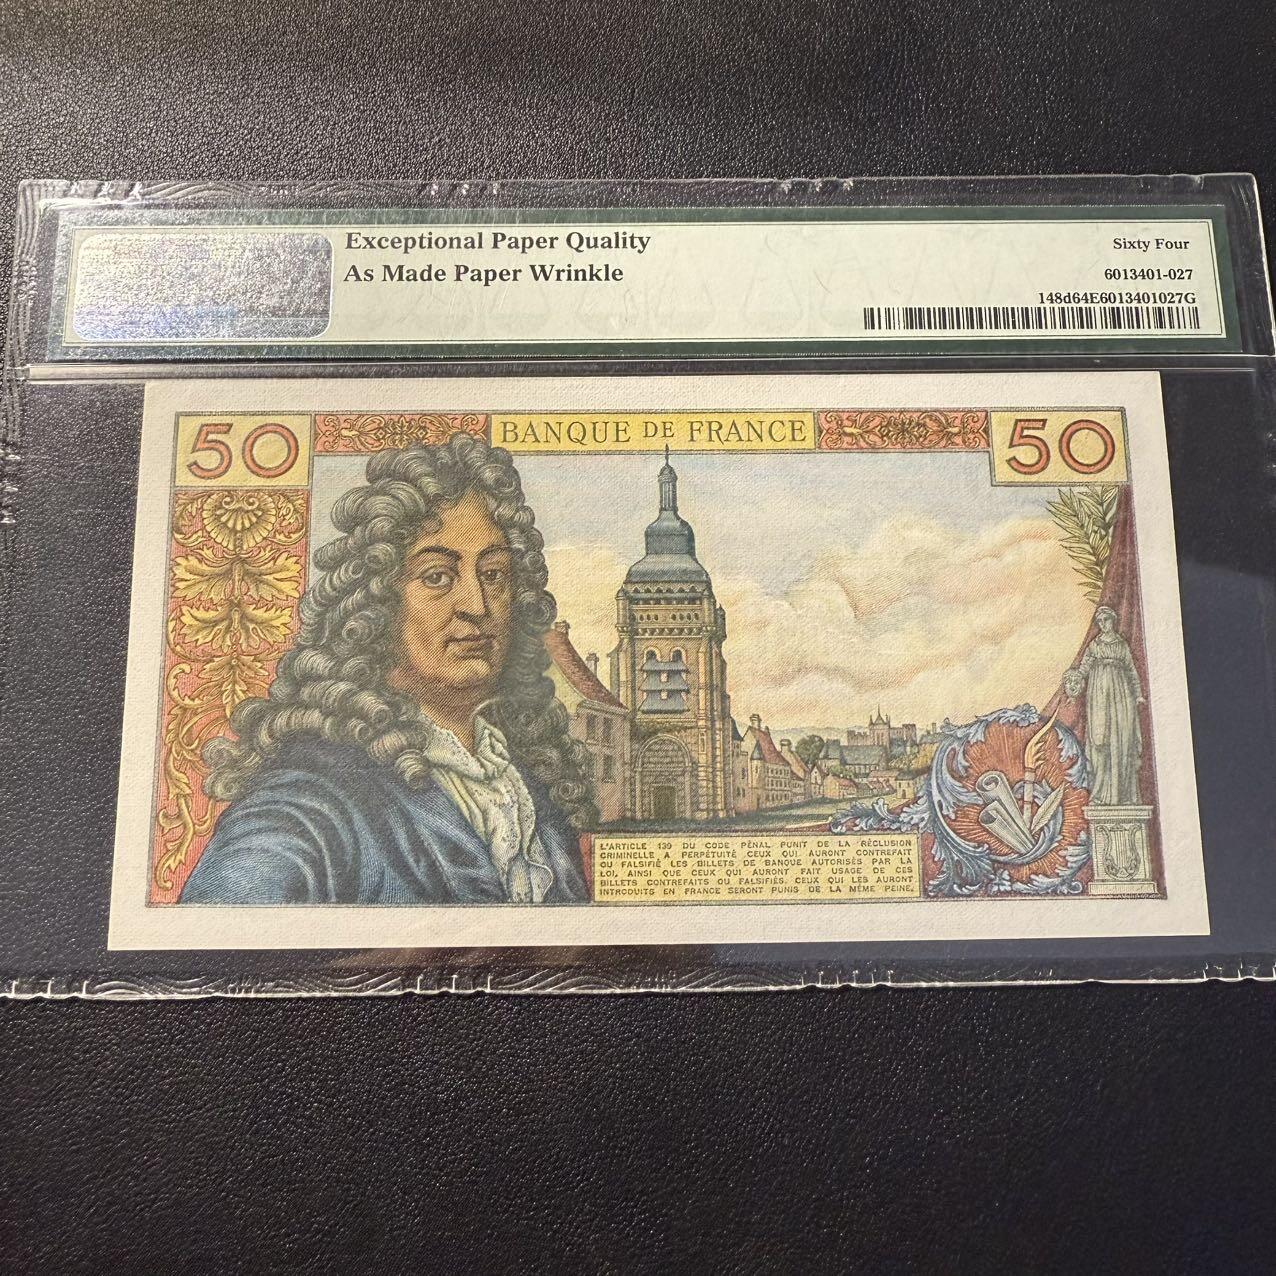 Exceptional Paper Quality
As Made Paper Wrinkle
Sixty Four
6013401-027
148d64E6013401027G
50
BANQUE DE FRANCE
50
L'ARTICLE 139 DU CODE PÉNAL PUNIT DE LA RÉCLUSION
CRIMINELLE A PERPÉTUITÉ CEUX QUI AURONT CONTREFAIT
OU FALSIFIÉ LES BILLETS DE BANQUE AUTORISÉS PAR LA
LOI, AINSI QUE CEUX QUI AURONT FAIT USAGE DE CES
BILLETS CONTREFAITS OU FALSIFIÉS. CEUX QUI LES AURONT
INTRODUITS EN FRANCE SERONT PUNIS DE LA MÊME PEINE.